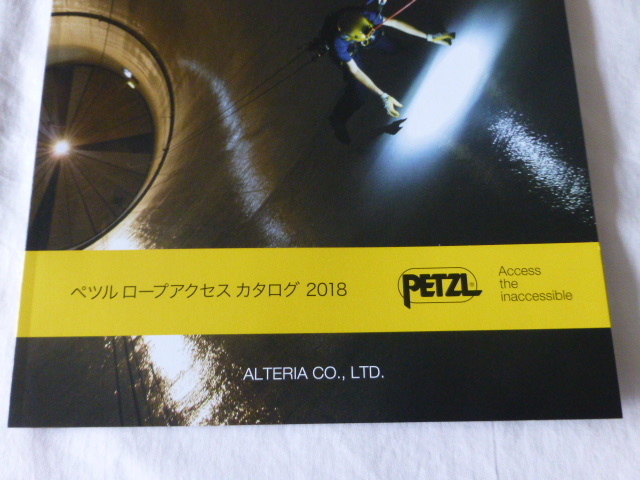 ペツル ロープアクセス カタログ 2018
PETZL
Access
the
inaccessible
ALTERIA CO., LTD.